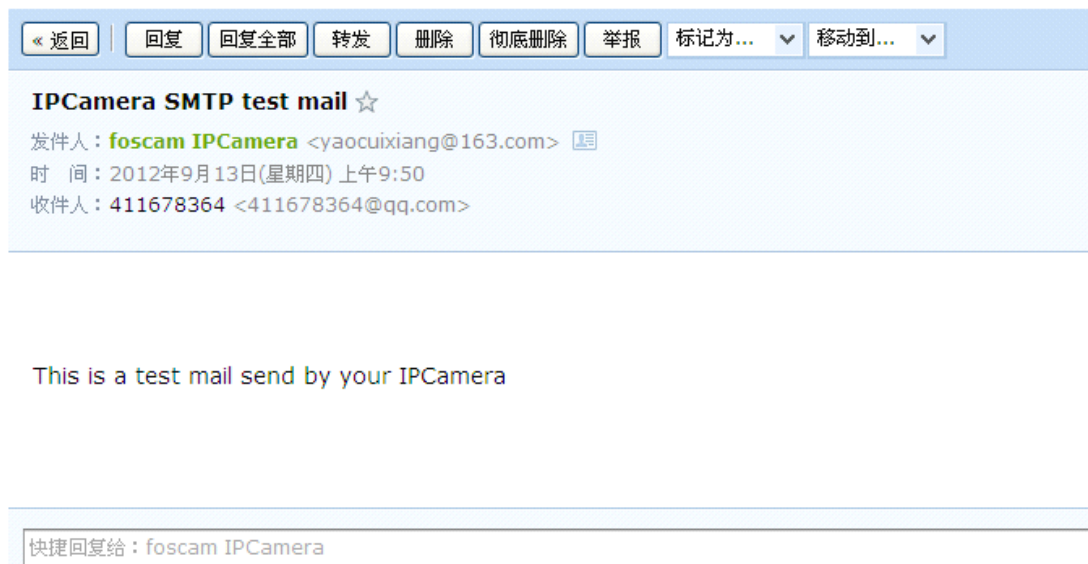 « 返回 回复 回复全部 转发 删除 彻底删除 举报 标记为... 移动到...
IPCamera SMTP test mail ☆
发件人：foscam IPCamera <yaocuixiang@163.com>
时 间：2012年9月13日(星期四) 上午9:50
收件人：411678364 <411678364@qq.com>
This is a test mail send by your IPCamera
快捷回复给：foscam IPCamera